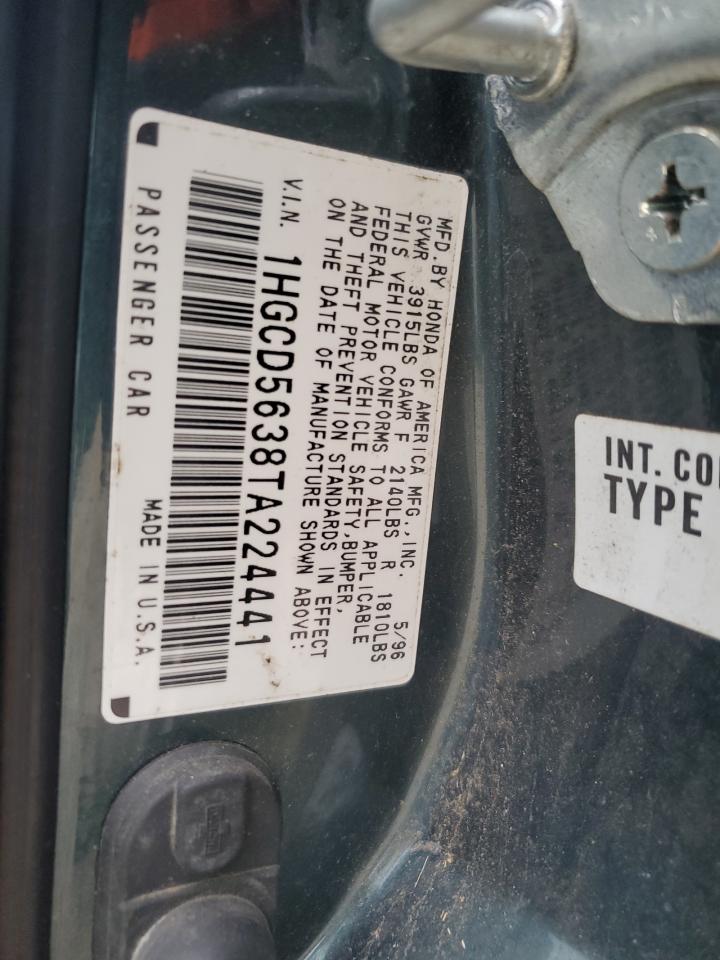 MFD. BY HONDA OF AMERICA MFG., INC. 5/96
GVWR 3915LBS GAWR F 2140LBS R 1810LBS
THIS VEHICLE CONFORMS TO ALL APPLICABLE
FEDERAL MOTOR VEHICLE SAFETY, BUMPER,
AND THEFT PREVENTION STANDARDS IN EFFECT
ON THE DATE OF MANUFACTURE SHOWN ABOVE:
V.I.N. 1HGCD5638TA224441
PASSENGER CAR MADE IN U.S.A.
INT. CO
TYPE